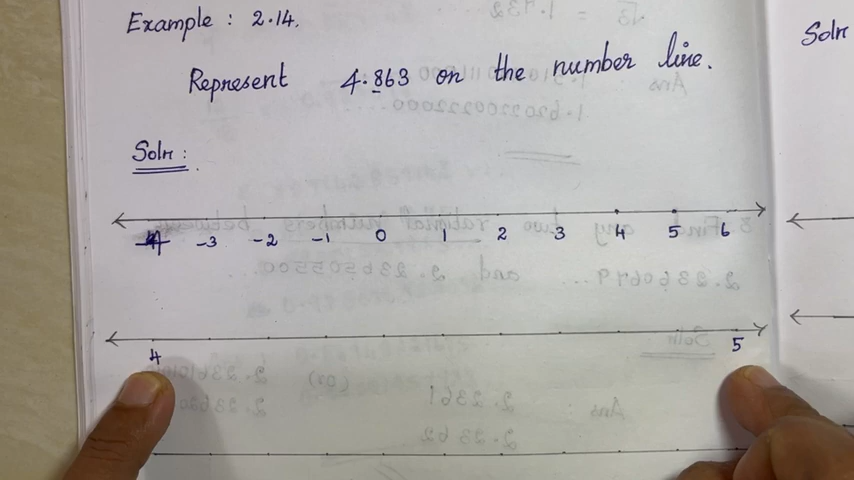 Example : 2.14.
Represent 4.863 on the number line.
Soln :
-3 -2 -1 0 1 2 3 4 5 6
4 5
Soln